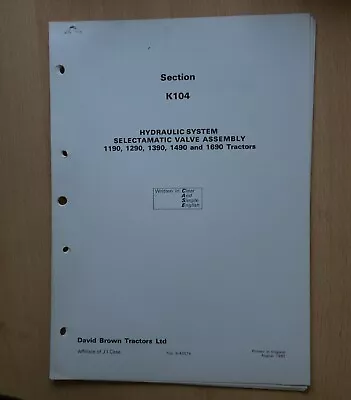 Section
K104
HYDRAULIC SYSTEM
SELECTAMATIC VALVE ASSEMBLY
1190, 1290, 1390, 1490 and 1690 Tractors
Written in Clear
And
Simple
English
David Brown Tractors Ltd
Affiliate of J I Case
Printed in England
August